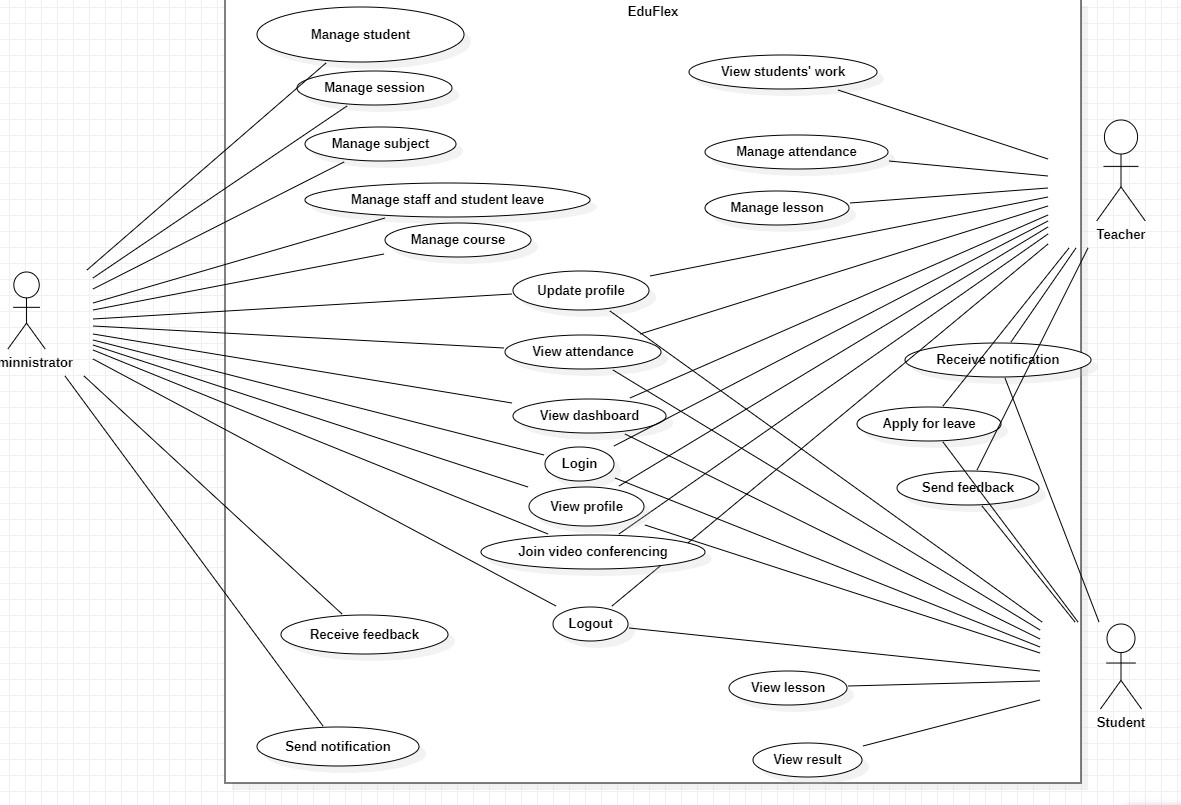 EduFlex
Manage student
Manage session
Manage subject
Manage staff and student leave
Manage course
View students' work
Manage attendance
Manage lesson
Teacher
Update profile
View attendance
View dashboard
Login
View profile
Join video conferencing
Logout
Receive notification
Apply for leave
Send feedback
minnistrator
Receive feedback
Send notification
View lesson
View result
Student